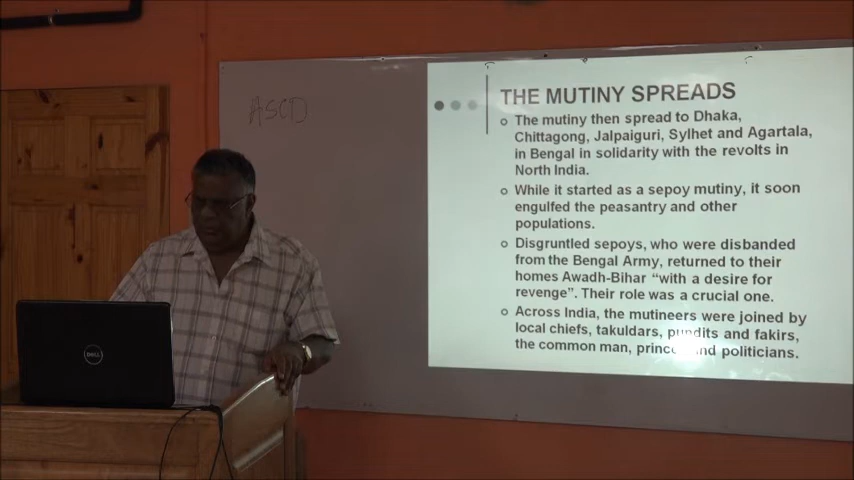 ASCD
THE MUTINY SPREADS
The mutiny then spread to Dhaka,
Chittagong, Jalpaiguri, Sylhet and Agartala,
in Bengal in solidarity with the revolts in
North India.
While it started as a sepoy mutiny, it soon
engulfed the peasantry and other
populations.
Disgruntled sepoys, who were disbanded
from the Bengal Army, returned to their
homes Awadh-Bihar “with a desire for
revenge”. Their role was a crucial one.
Across India, the mutineers were joined by
local chiefs, takuldars, pundits and fakirs,
the common man, princes and politicians.
DELL